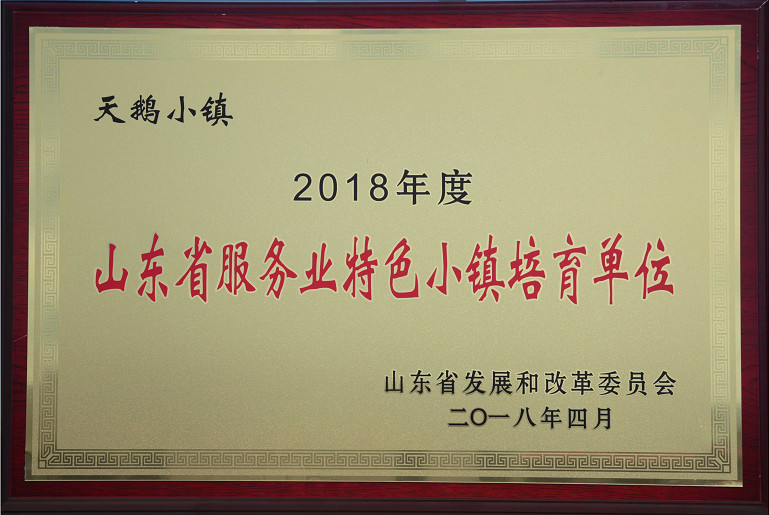 天鹅小镇
2018年度
山东省服务业特色小镇培育单位
山东省发展和改革委员会
二〇一八年四月